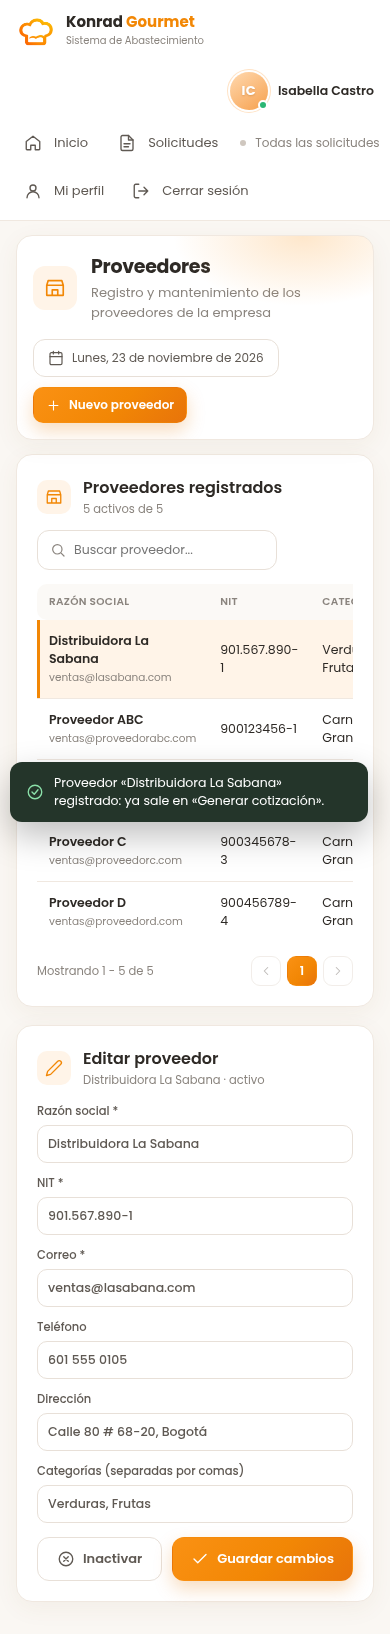 Konrad Gourmet
Sistema de Abastecimiento
IC
Isabella Castro
Inicio
Solicitudes
Todas las solicitudes
Mi perfil
Cerrar sesión
Proveedores
Registro y mantenimiento de los
proveedores de la empresa
Lunes, 23 de noviembre de 2026
Nuevo proveedor
Proveedores registrados
5 activos de 5
Buscar proveedor...
RAZÓN SOCIAL NIT
Distribuidora La
Sabana
ventas@lasabana.com
901.567.890-
1
Proveedor ABC
ventas@proveedorabc.com
900123456-1
Proveedor «Distribuidora La Sabana»
registrado: ya sale en «Generar cotización».
Proveedor C
ventas@proveedorc.com
900345678-
3
Proveedor D
ventas@proveedord.com
900456789-
4
Mostrando 1 - 5 de 5
1
Editar proveedor
Distribuidora La Sabana · activo
Razón social *
Distribuidora La Sabana
NIT *
901.567.890-1
Correo *
ventas@lasabana.com
Teléfono
601 555 0105
Dirección
Calle 80 # 68-20, Bogotá
Categorías (separadas por comas)
Verduras, Frutas
Inactivar
Guardar cambios